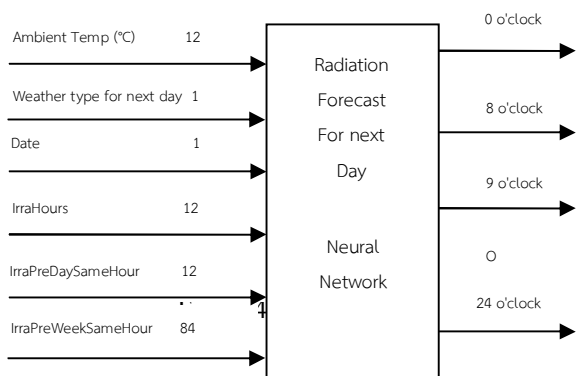 Ambient Temp (°C) 12
Weather type for next day 1
Date 1
IrraHours 12
IrraPreDaySameHour 12
IrraPreWeekSameHour 84
Radiation
Forecast
For next
Day
Neural
Network
0 o'clock
8 o'clock
9 o'clock
O
24 o'clock